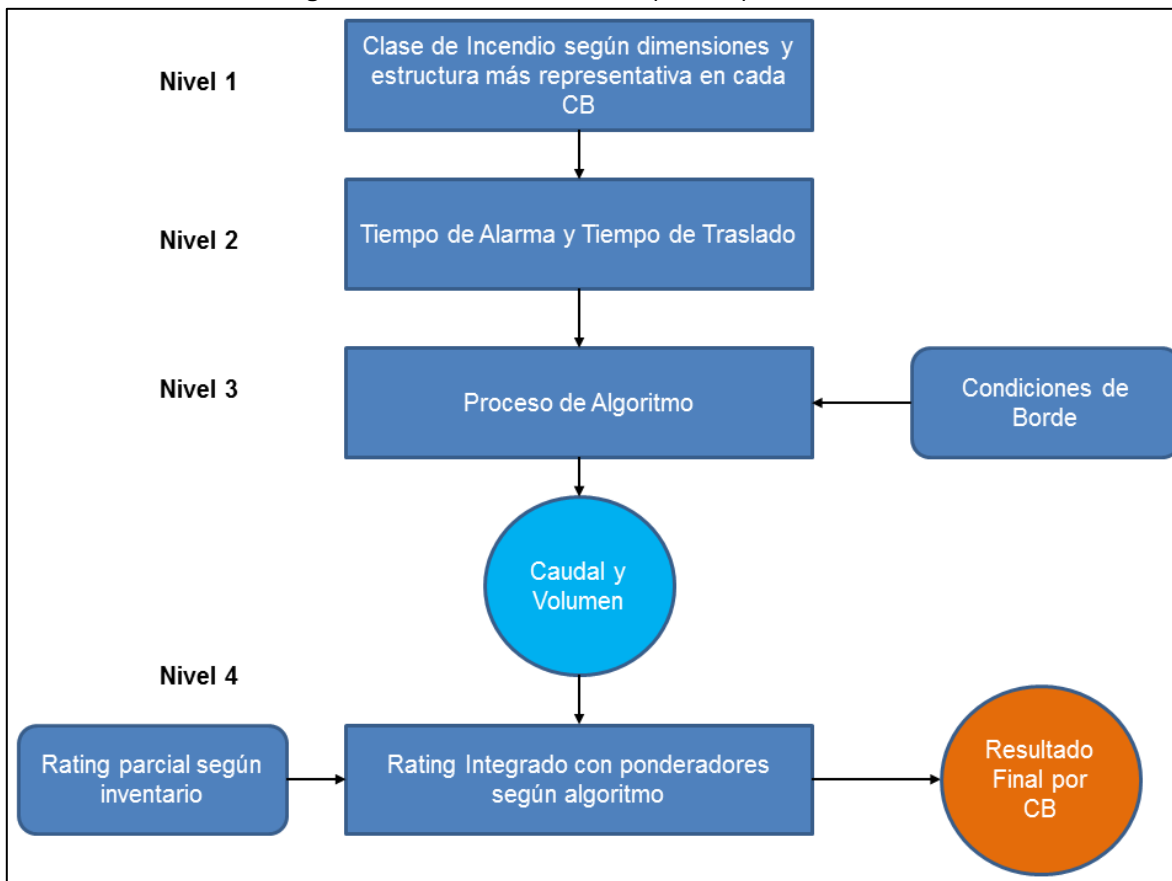 Nivel 1
Clase de Incendio según dimensiones y
estructura más representativa en cada
CB
Nivel 2
Tiempo de Alarma y Tiempo de Traslado
Nivel 3
Proceso de Algoritmo
Condiciones de
Borde
Caudal y
Volumen
Nivel 4
Rating parcial según
inventario
Rating Integrado con ponderadores
según algoritmo
Resultado
Final por
CB